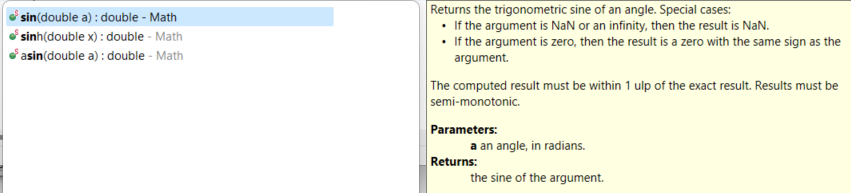 sin(double a) : double - Math
sinh(double x) : double - Math
asin(double a) : double - Math
Returns the trigonometric sine of an angle. Special cases:
• If the argument is NaN or an infinity, then the result is NaN.
• If the argument is zero, then the result is a zero with the same sign as the
argument.
The computed result must be within 1 ulp of the exact result. Results must be
semi-monotonic.
Parameters:
a an angle, in radians.
Returns:
the sine of the argument.